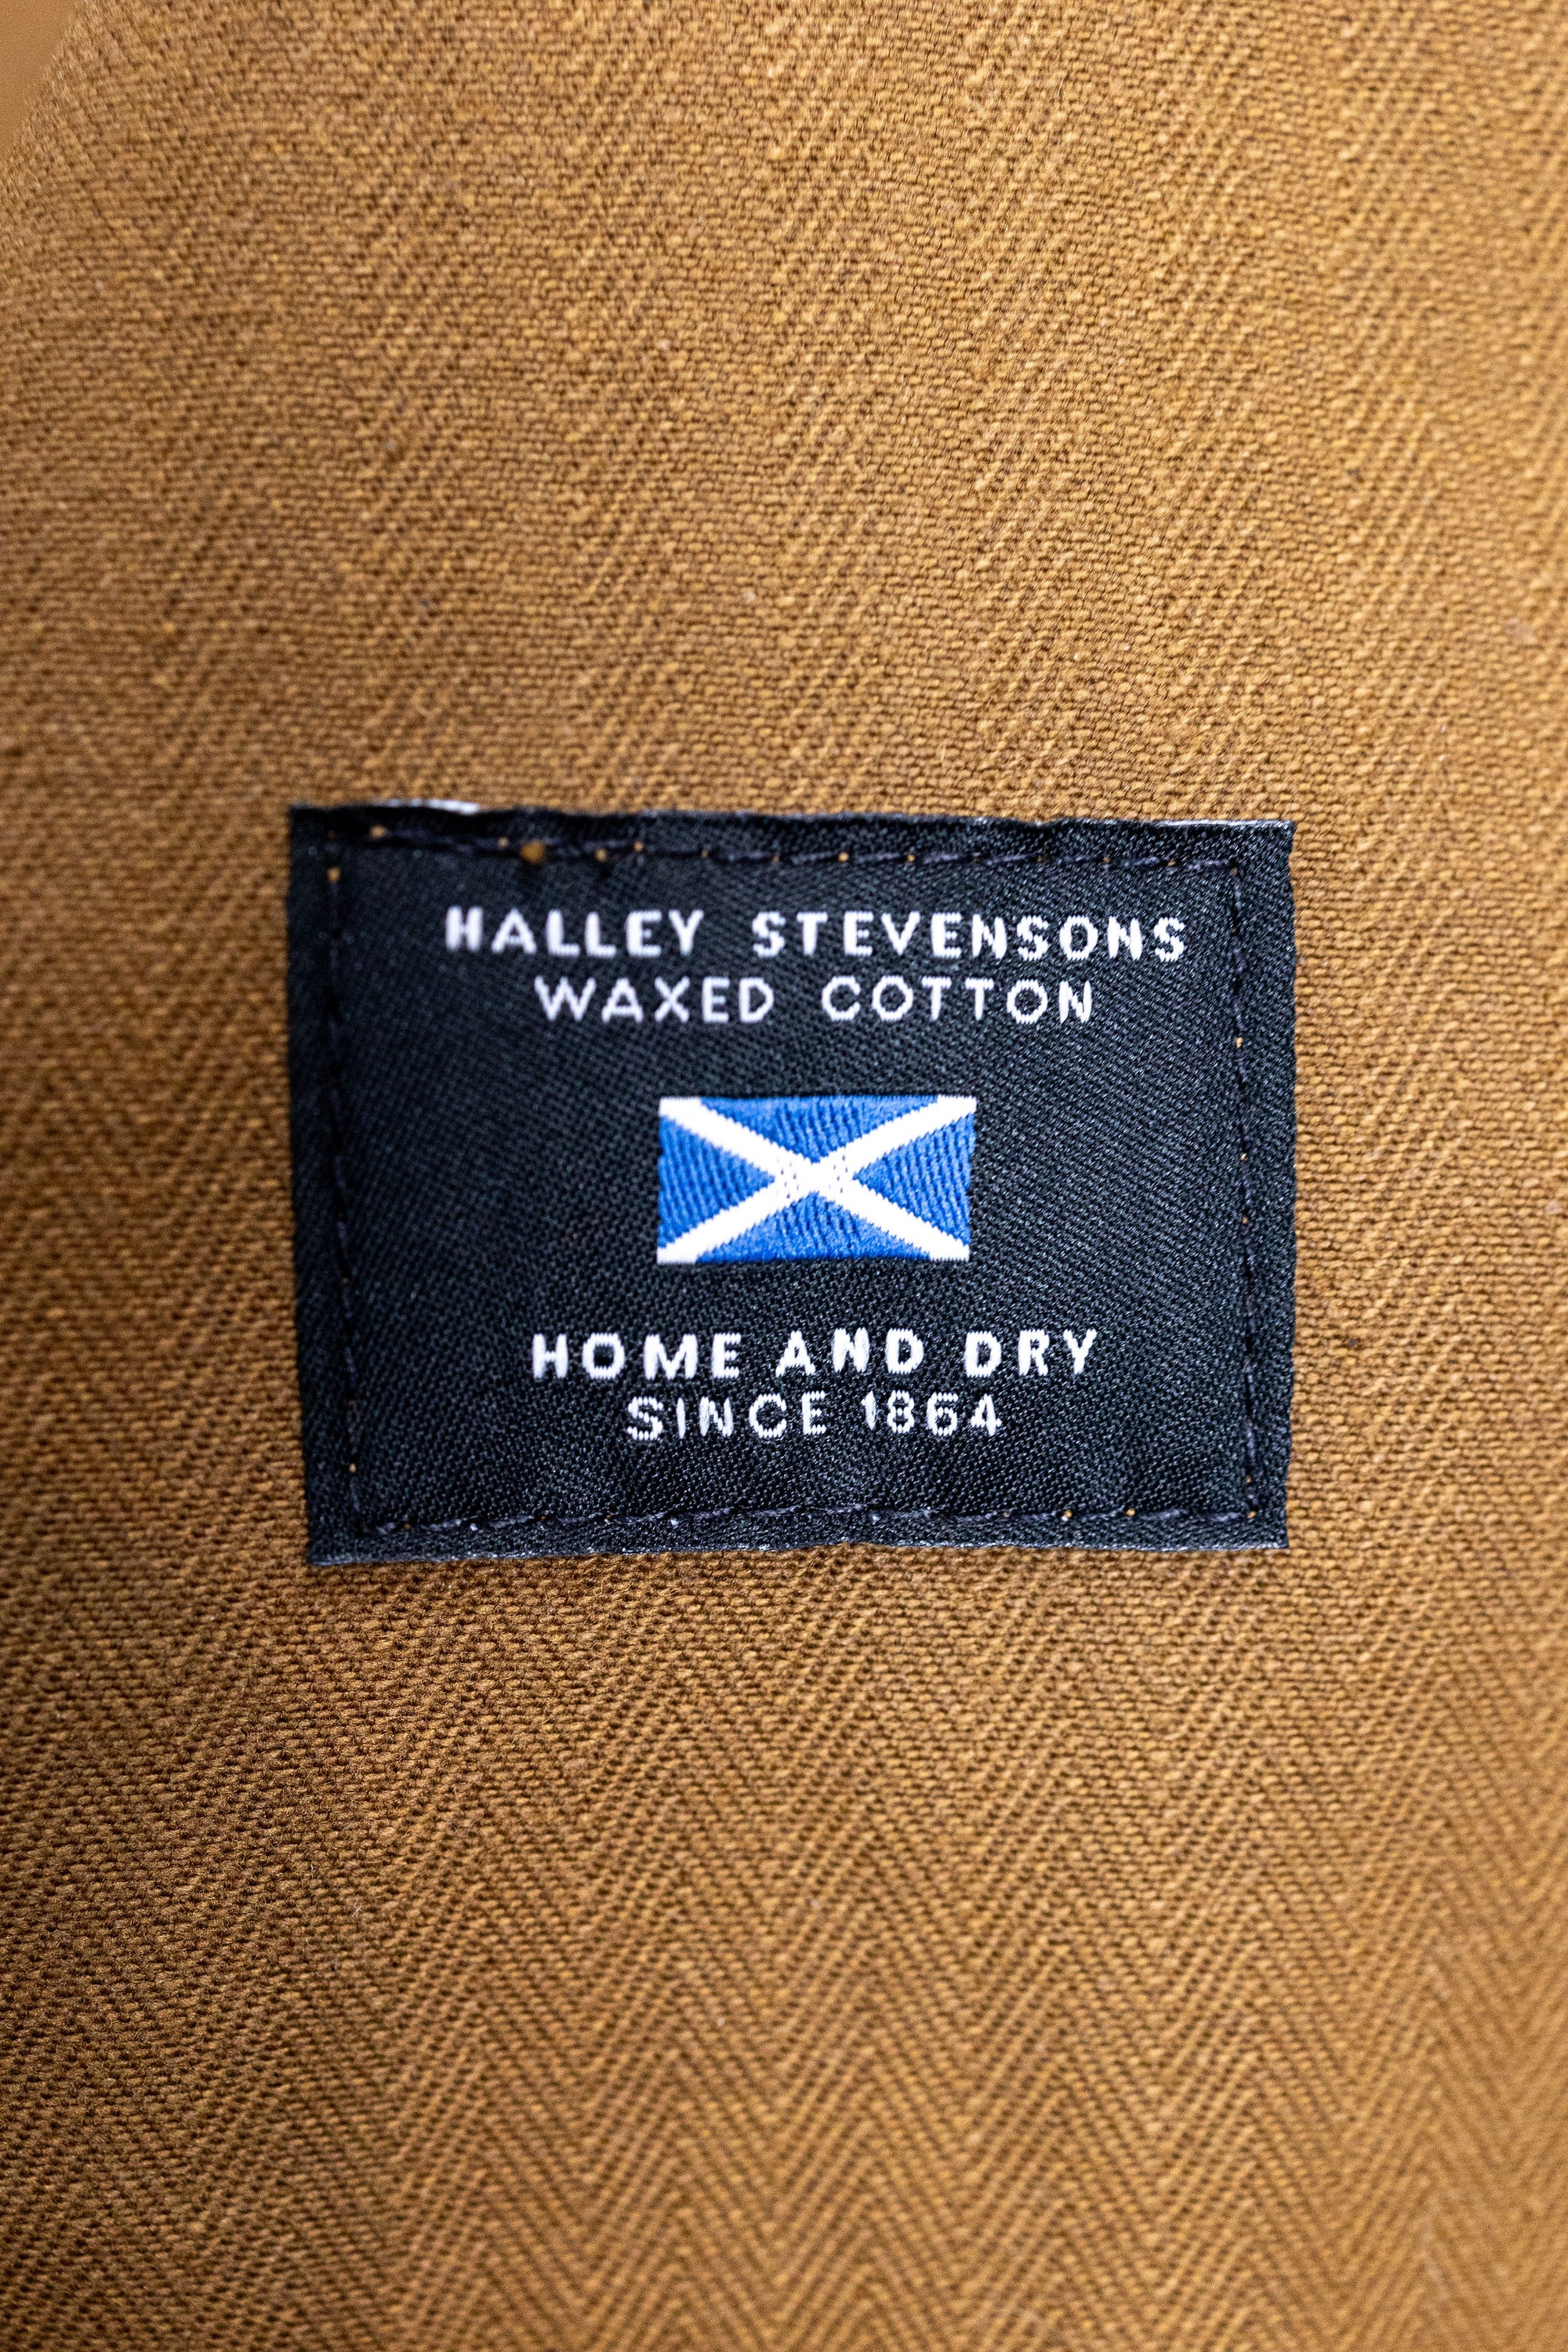 HALLEY STEVENSONS
WAXED COTTON
HOME AND DRY
SINCE 1864